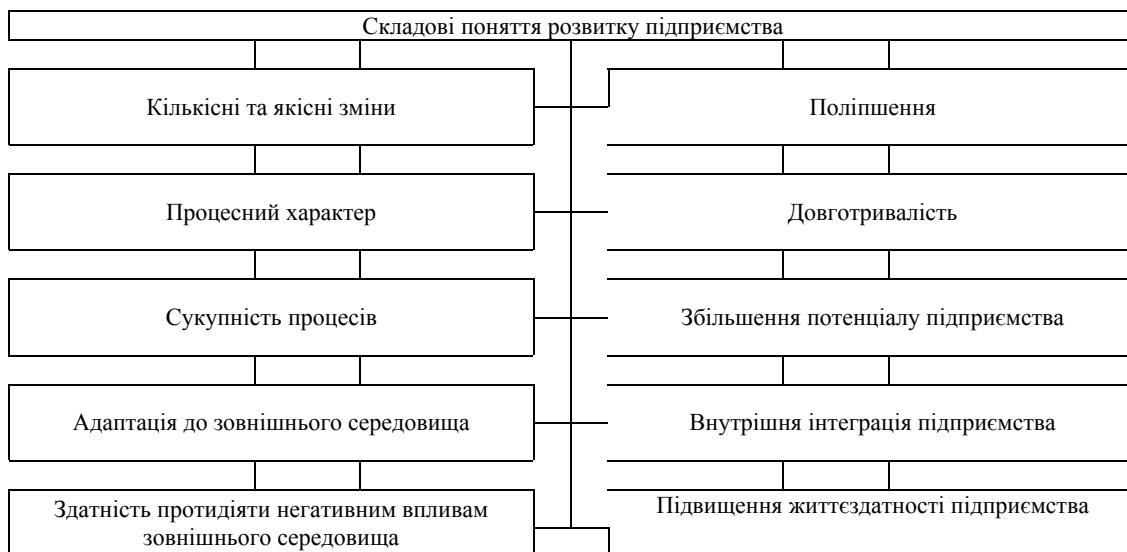 Складові поняття розвитку підприємства
Кількісні та якісні зміни
Поліпшення
Процесний характер
Довготривалість
Сукупність процесів
Збільшення потенціалу підприємства
Адаптація до зовнішнього середовища
Внутрішня інтеграція підприємства
Здатність протидіяти негативним впливам
зовнішнього середовища
Підвищення життєздатності підприємства